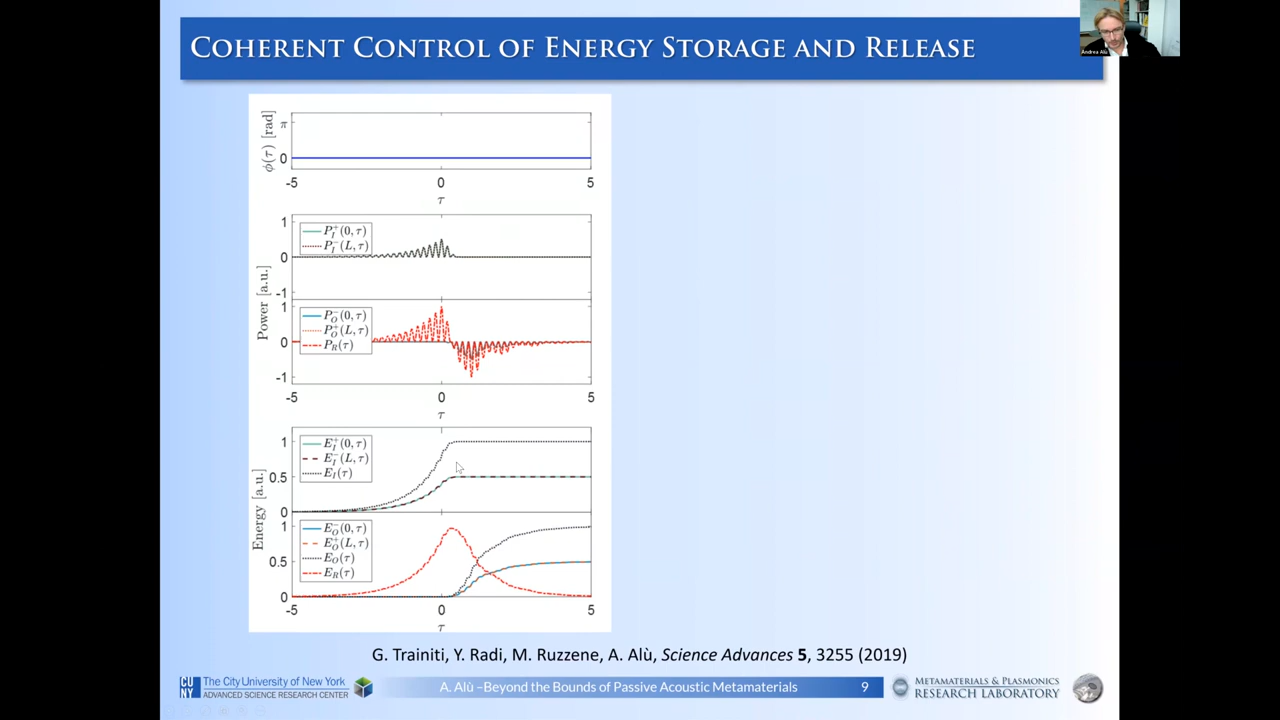 COHERENT CONTROL OF ENERGY STORAGE AND RELEASE
Andrea Alù
ϕ(τ) [rad]
π
0
-5 0 5
τ
Power [a.u.]
1
0
-1
P_I^+(0, τ)
P_I^-(L, τ)
1
0
-1
P_O^-(0, τ)
P_O^+(L, τ)
P_R(τ)
-5 0 5
τ
Energy [a.u.]
1
0.5
0
E_I^+(0, τ)
E_I^-(L, τ)
E_I(τ)
1
0.5
0
E_O^-(0, τ)
E_O^+(L, τ)
E_O(τ)
E_R(τ)
-5 0 5
τ
G. Trainiti, Y. Radi, M. Ruzzene, A. Alù, Science Advances 5, 3255 (2019)
CU
NY
The City University of New York
ADVANCED SCIENCE RESEARCH CENTER
A. Alù –Beyond the Bounds of Passive Acoustic Metamaterials
9
METAMATERIALS & PLASMONICS
RESEARCH LABORATORY